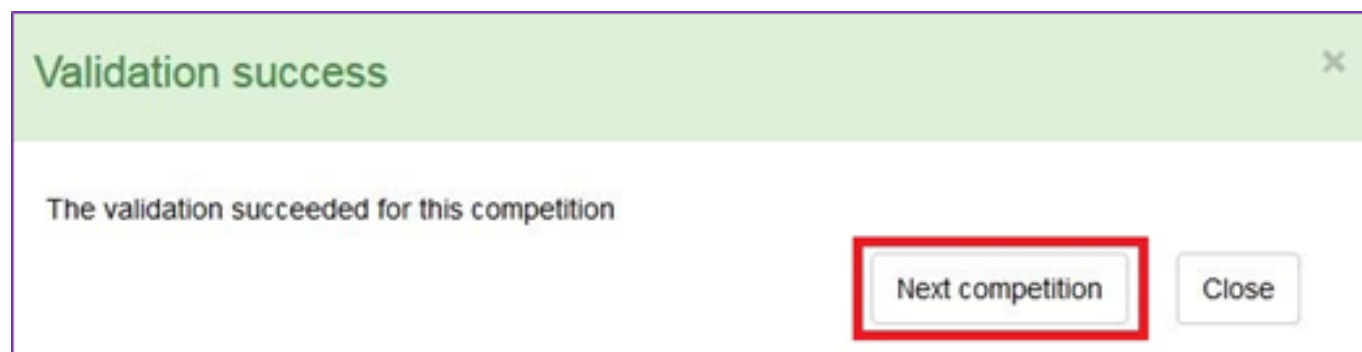 Validation success
The validation succeeded for this competition
Next competition Close